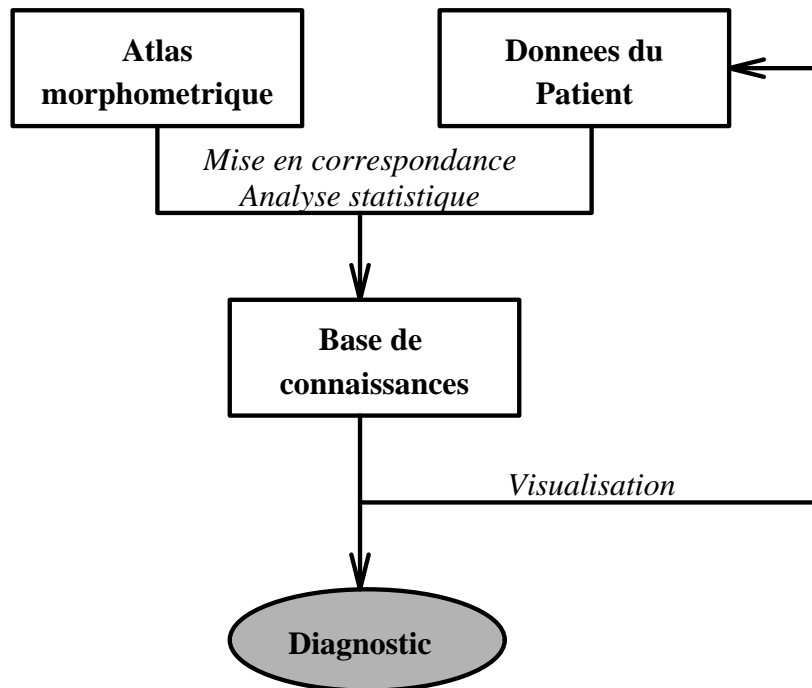 Atlas
morphometrique
Donnees du
Patient
Mise en correspondance
Analyse statistique
Base de
connaissances
Visualisation
Diagnostic